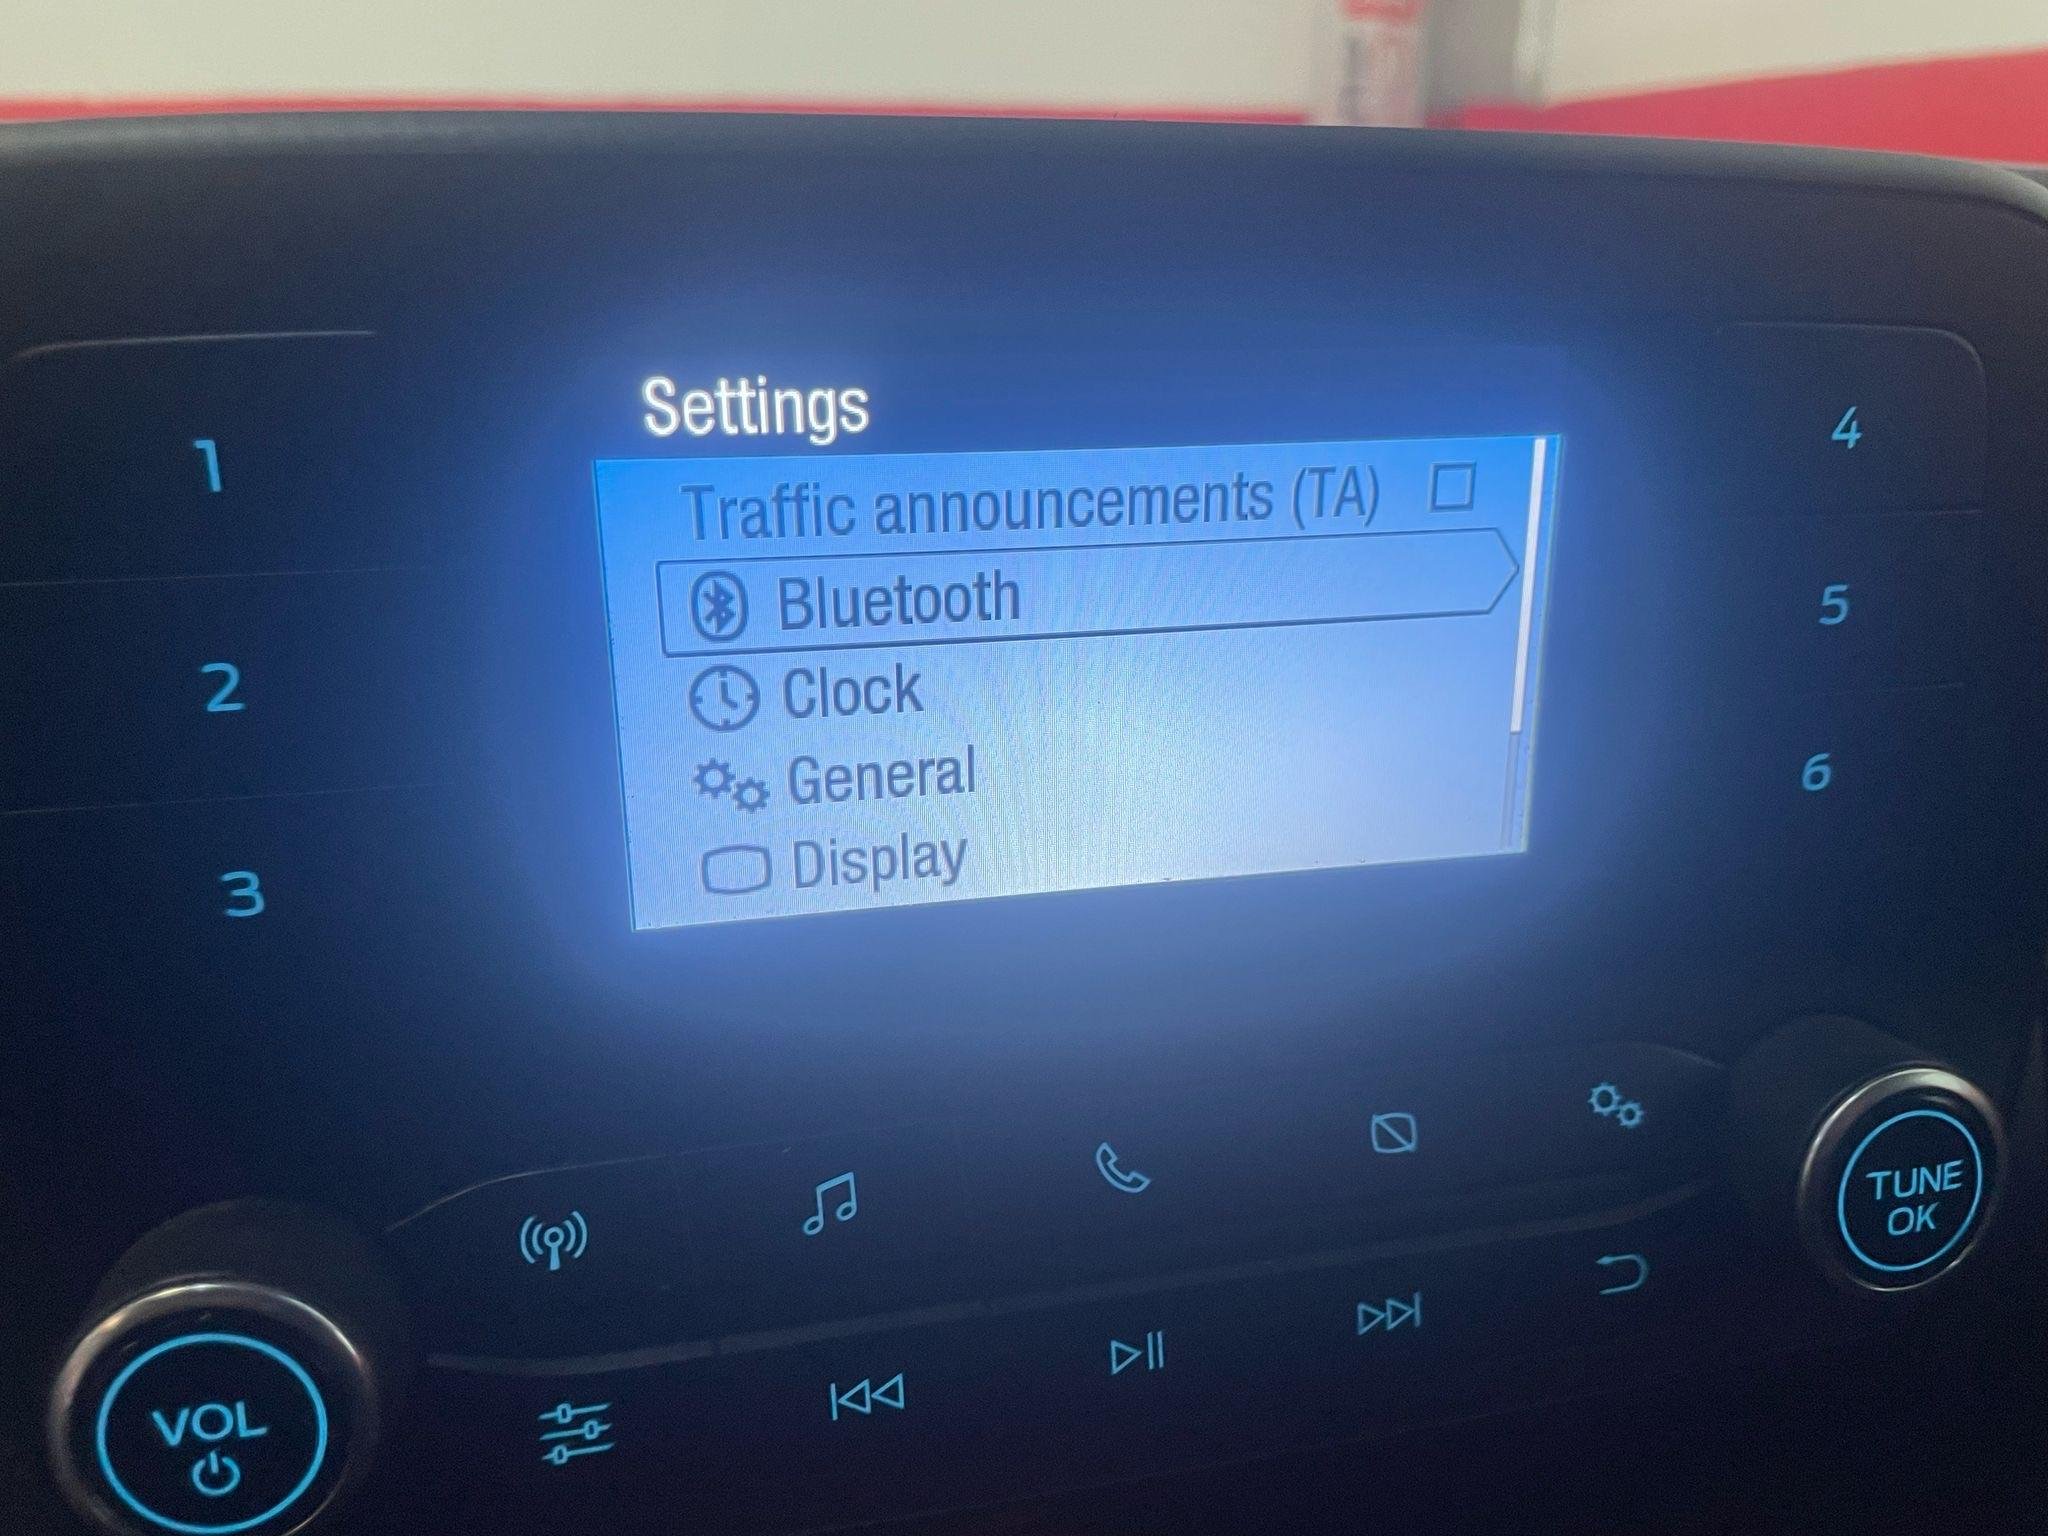 Settings
Traffic announcements (TA)
Bluetooth
Clock
General
Display
1
2
3
4
5
6
VOL
TUNE
OK